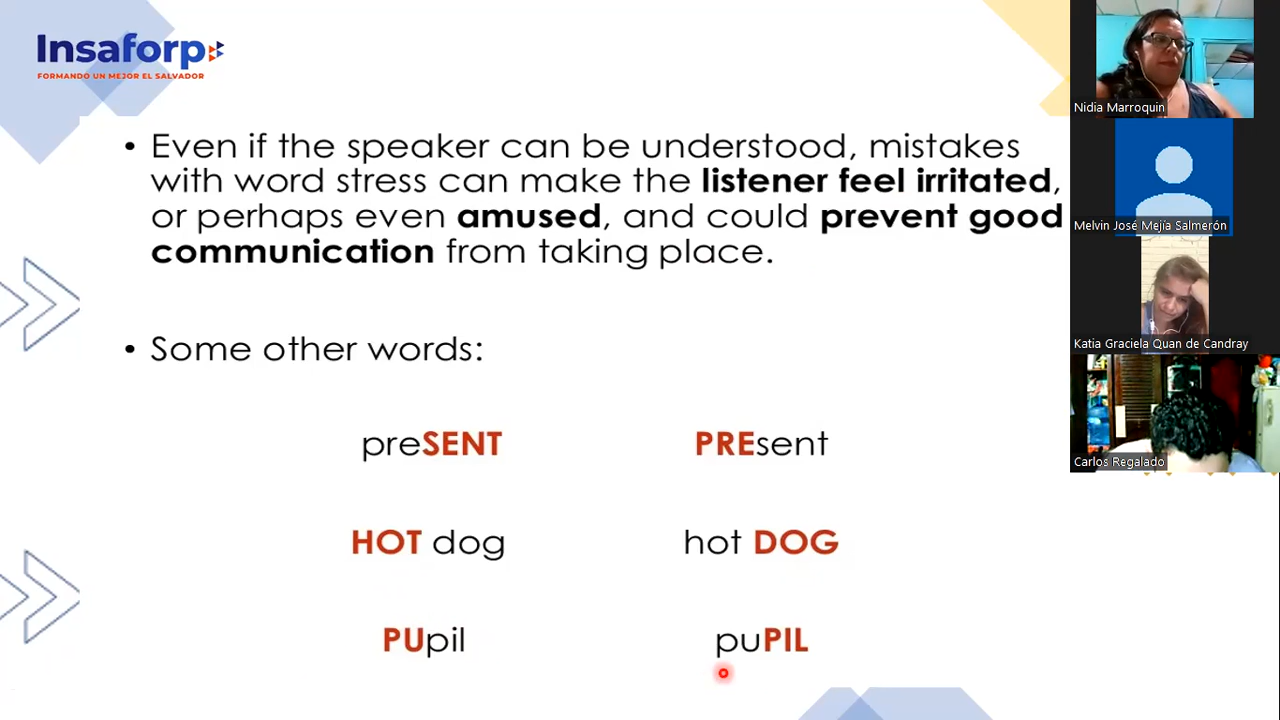 Insaforp
FORMANDO UN MEJOR EL SALVADOR
• Even if the speaker can be understood, mistakes
with word stress can make the listener feel irritated,
or perhaps even amused, and could prevent good
communication from taking place.
• Some other words:
preSENT PREsent
HOT dog hot DOG
PUpil puPIL
Nidia Marroquin
Melvin José Mejía Salmerón
Katia Graciela Quan de Candray
Carlos Regalado